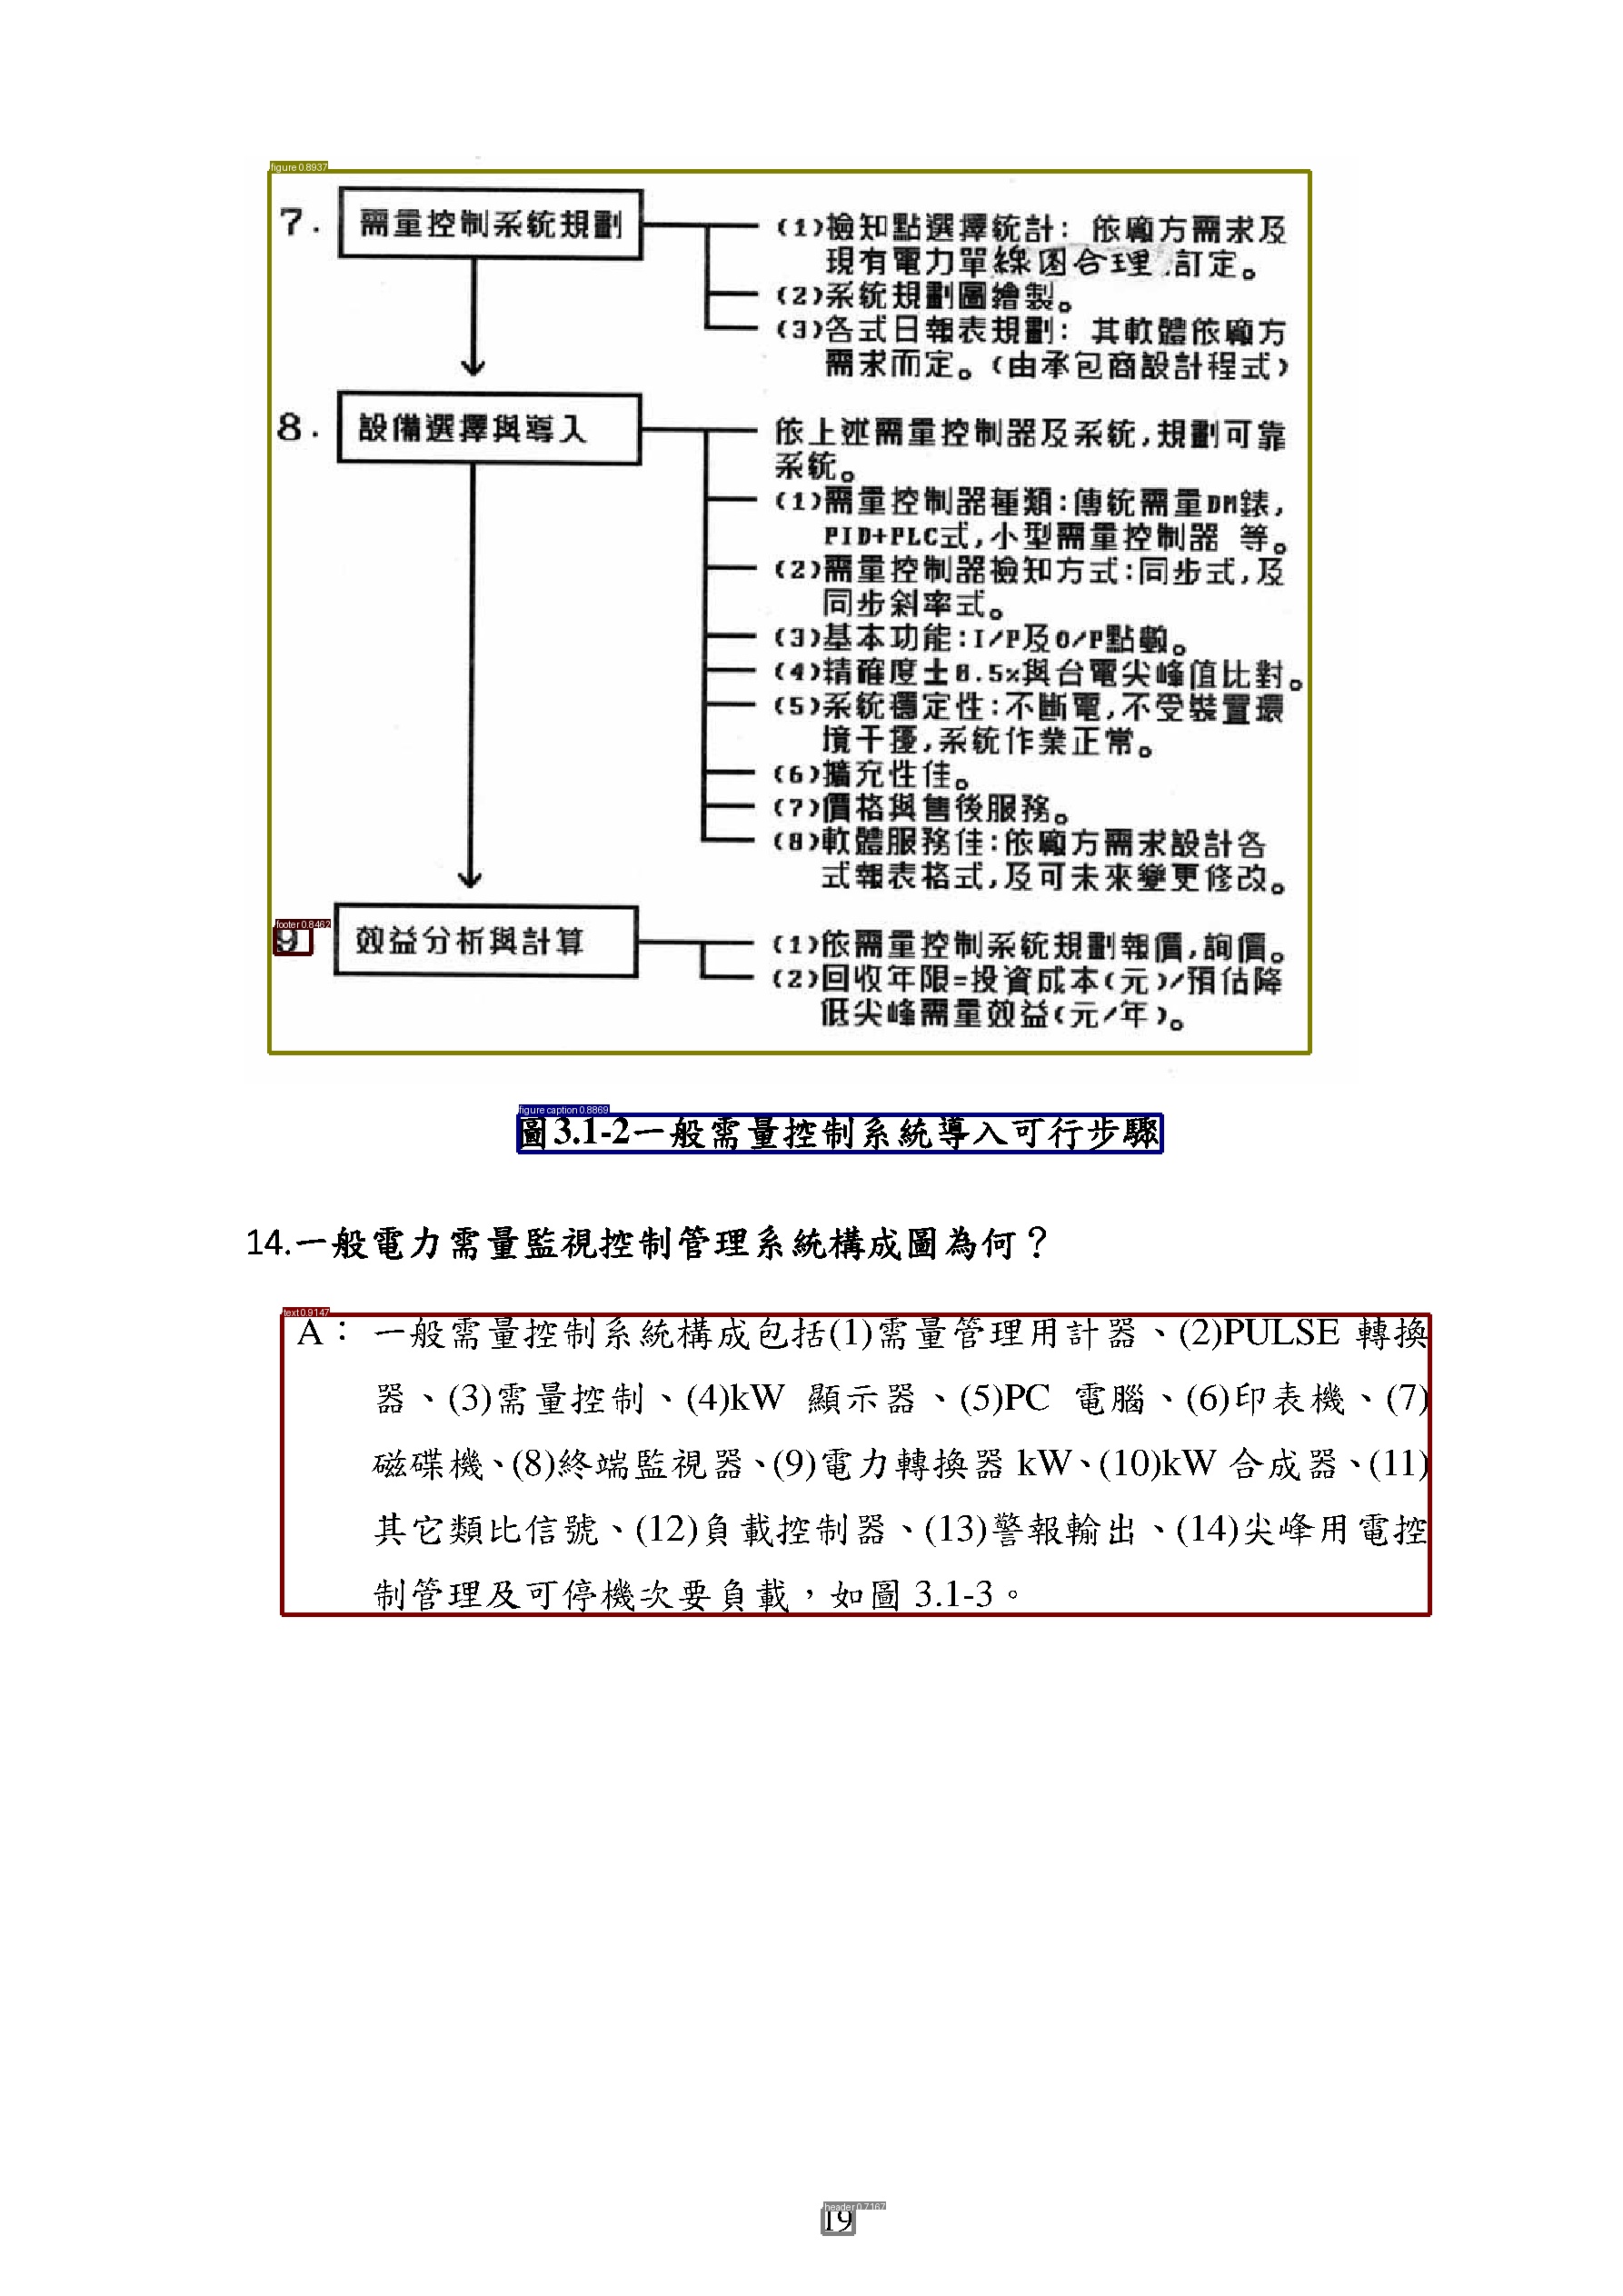 figure 0.8937
7. 需量控制系統規劃
(1)檢知點選擇統計: 依廠方需求及
現有電力單線图合理訂定。
(2)系統規劃圖繪製。
(3)各式日報表規劃: 其軟體依廠方
需求而定。(由承包商設計程式)
8. 設備選擇與導入
依上述需量控制器及系統,規劃可靠
系統。
(1)需量控制器種類:傳統需量DM錶,
PID+PLC式,小型需量控制器 等。
(2)需量控制器檢知方式:同步式,及
同步斜率式。
(3)基本功能:I/P及O/P點數。
(4)精確度±0.5%與台電尖峰值比對。
(5)系統穩定性:不斷電,不受裝置環
境干擾,系統作業正常。
(6)擴充性佳。
(7)價格與售後服務。
(8)軟體服務佳:依廠方需求設計各
式報表格式,及可未來變更修改。
footer 0.8462
9 效益分析與計算
(1)依需量控制系統規劃報價,詢價。
(2)回收年限=投資成本(元)/預估降
低尖峰需量效益(元/年)。
figure caption 0.8869
圖3.1-2一般需量控制系統導入可行步驟
14.一般電力需量監視控制管理系統構成圖為何？
text 0.9147
A： 一般需量控制系統構成包括(1)需量管理用計器、(2)PULSE 轉換
器、(3)需量控制、(4)kW 顯示器、(5)PC 電腦、(6)印表機、(7)
磁碟機、(8)終端監視器、(9)電力轉換器 kW、(10)kW 合成器、(11)
其它類比信號、(12)負載控制器、(13)警報輸出、(14)尖峰用電控
制管理及可停機次要負載，如圖 3.1-3。
header 0.7167
19